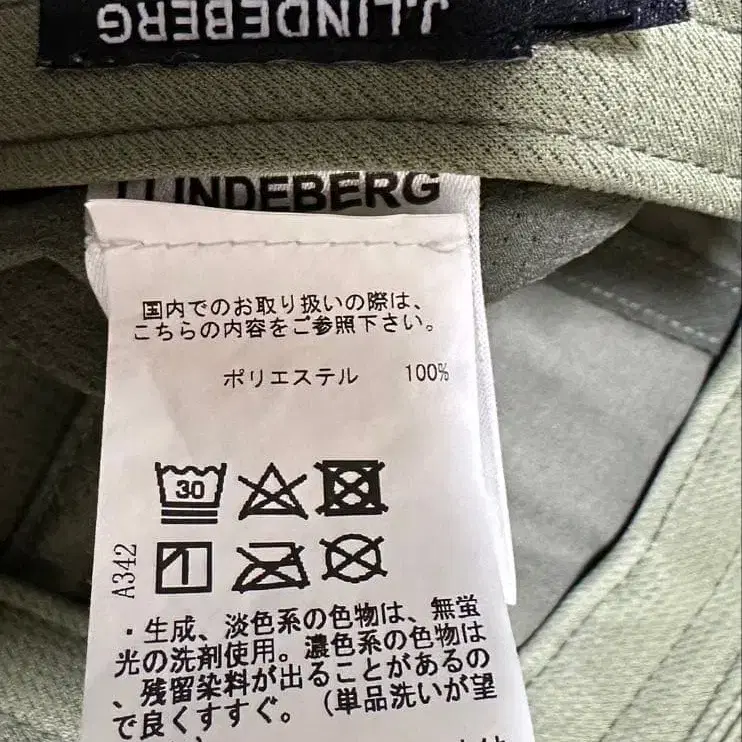 J.LINDEBERG
J.LINDEBERG
国内でのお取り扱いの際は、
こちらの内容をご参照下さい。
ポリエステル 100%
30
A342
・生成、淡色系の色物は、無蛍
光の洗剤使用。濃色系の色物は
、残留染料が出ることがあるの
で良くすすぐ。（単品洗いが望